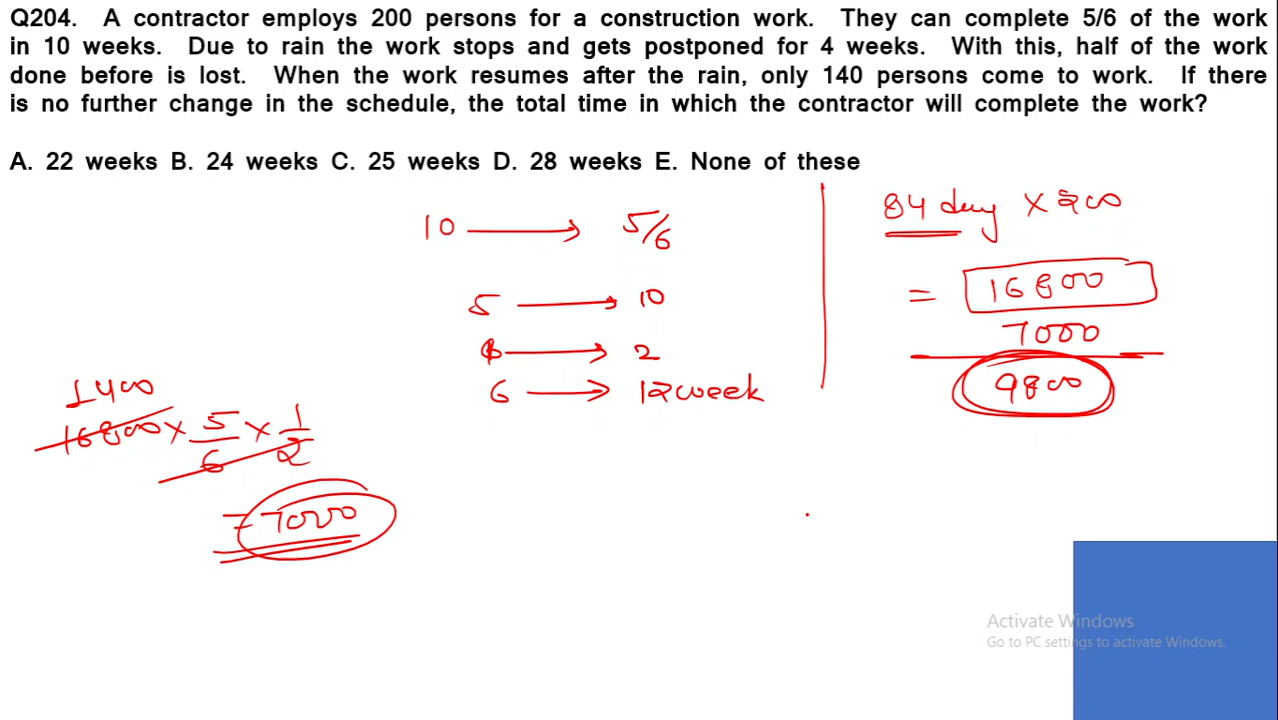 Q204. A contractor employs 200 persons for a construction work. They can complete 5/6 of the work
in 10 weeks. Due to rain the work stops and gets postponed for 4 weeks. With this, half of the work
done before is lost. When the work resumes after the rain, only 140 persons come to work. If there
is no further change in the schedule, the total time in which the contractor will complete the work?
A. 22 weeks B. 24 weeks C. 25 weeks D. 28 weeks E. None of these
10 → 5/6
5 → 10
1 → 2
6 → 12 week
84 day × 200
= 16800
7000
9800
1400
16800 × 5/6 × 1/2
= 7000
Activate Windows
Go to PC settings to activate Windows.